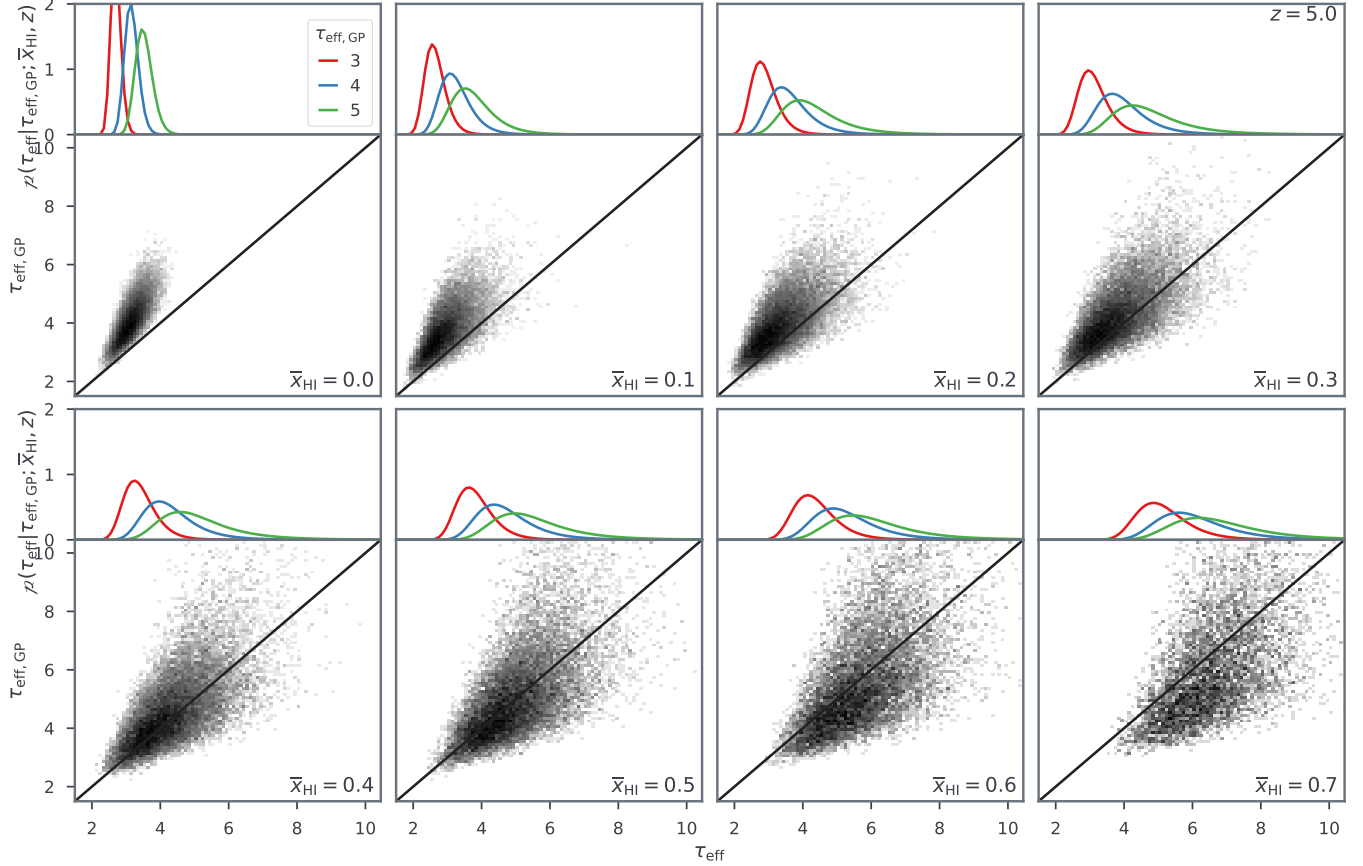 p(τeff|τeff, GP; x̅HI, z)
2
1
0
τeff, GP
3
4
5
z = 5.0
τeff, GP
10
8
6
4
2
x̅HI = 0.0
x̅HI = 0.1
x̅HI = 0.2
x̅HI = 0.3
p(τeff|τeff, GP; x̅HI, z)
2
1
0
τeff, GP
10
8
6
4
2
x̅HI = 0.4
x̅HI = 0.5
x̅HI = 0.6
x̅HI = 0.7
2 4 6 8 10
2 4 6 8 10
2 4 6 8 10
2 4 6 8 10
τeff